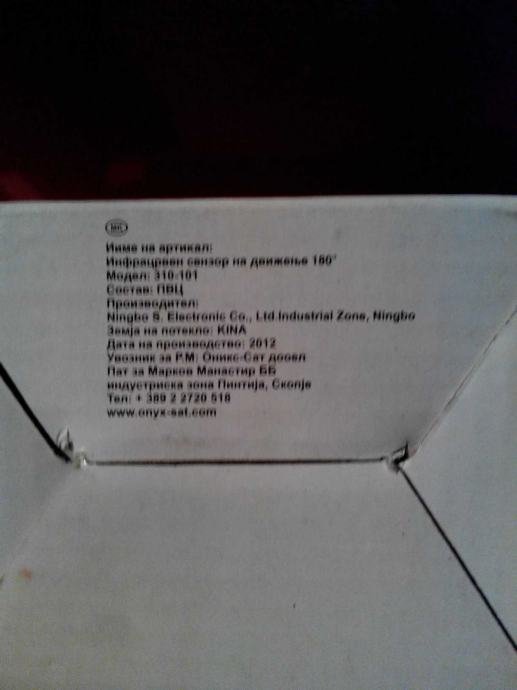 MK
Име на артикал:
Инфрацрвен сензор на движење 180°
Модел: 310-101
Состав: ПВЦ
Производител:
Ningbo S. Electronic Co., Ltd.Industrial Zone, Ningbo
Земја на потекло: KINA
Дата на производство: 2012
Увозник за Р.М: Оникс-Сат дооел
Пат за Марков Манастир ББ
индустриска зона Пинтија, Скопје
Тел: + 389 2 2720 518
www.onyx-sat.com